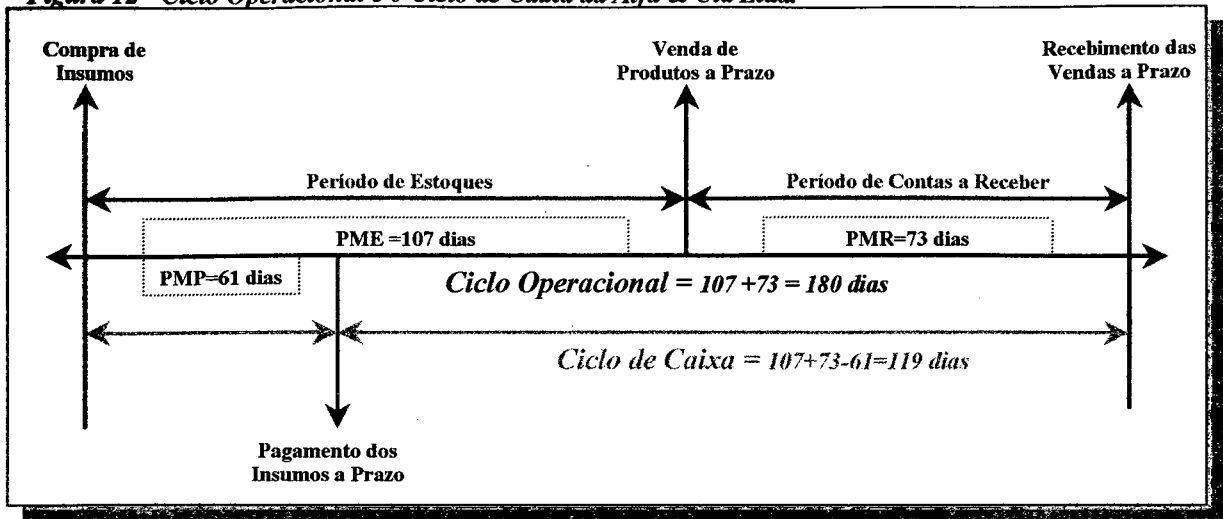 Compra de
Insumos
Venda de
Produtos a Prazo
Recebimento das
Vendas a Prazo
Período de Estoques
Período de Contas a Receber
PME =107 dias
PMR=73 dias
PMP=61 dias
Ciclo Operacional = 107 +73 = 180 dias
Ciclo de Caixa = 107+73-61=119 dias
Pagamento dos
Insumos a Prazo